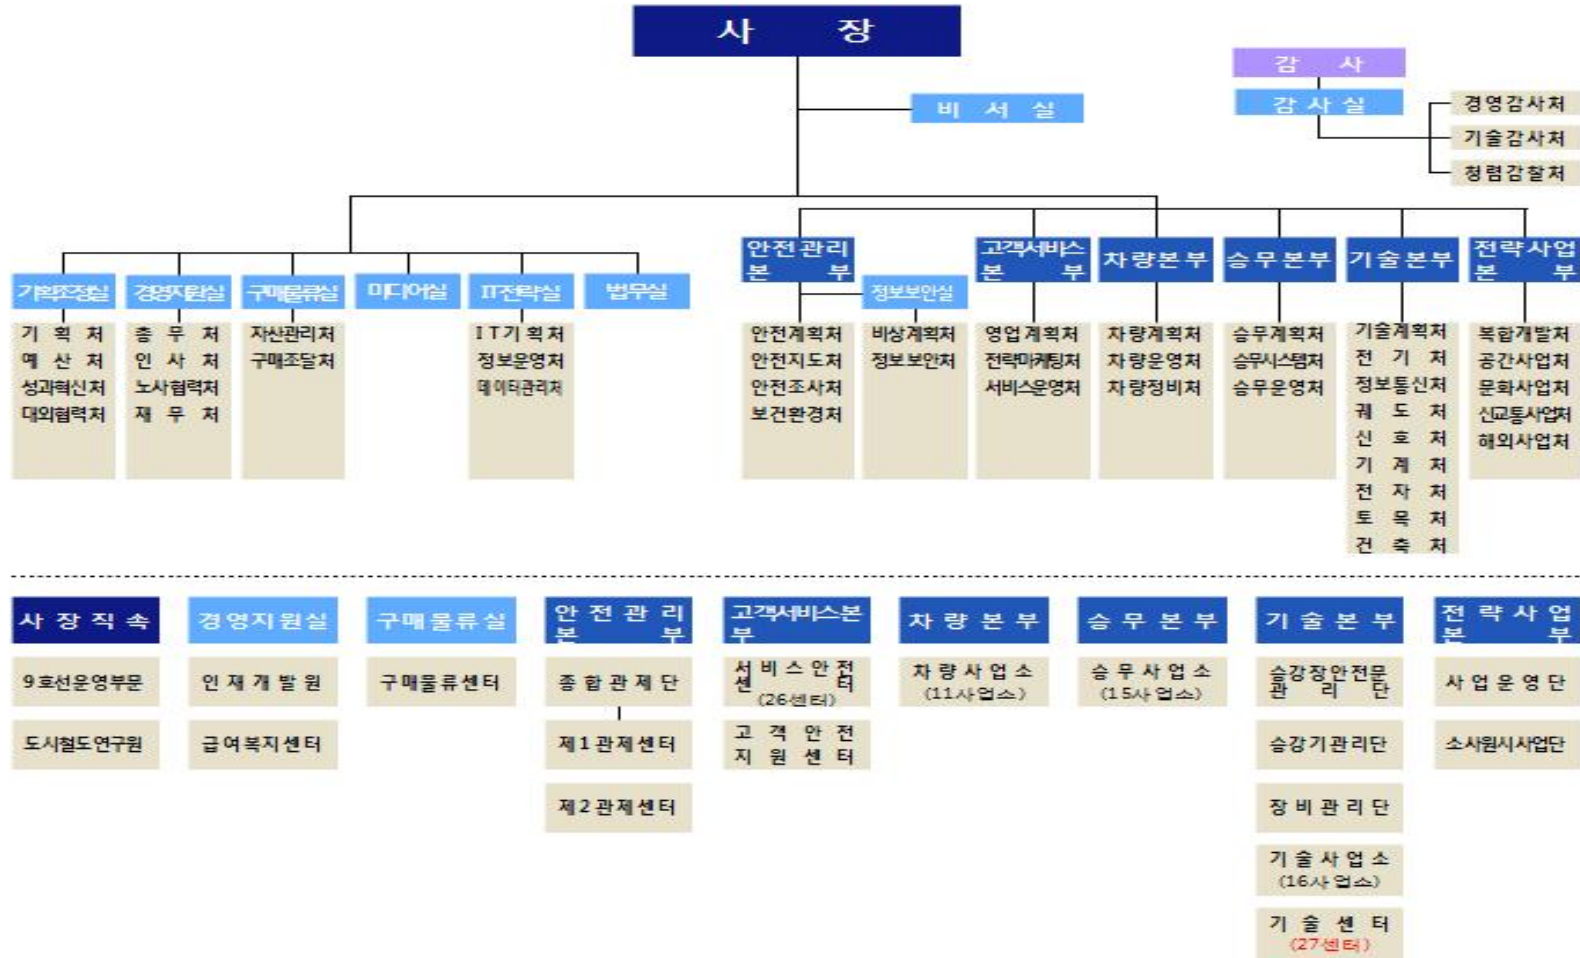 사 장
감 사
비 서 실
감 사 실
경영감사처
기술감사처
청렴감찰처
기획조정실
경영지원실
구매물류실
미디어실
IT전략실
법무실
안전관리
본 부
고객서비스
본 부
차량본부
승무본부
기술본부
전략사업
본 부
정보보안실
기 획 처
예 산 처
성과혁신처
대외협력처
총 무 처
인 사 처
노사협력처
재 무 처
자산관리처
구매조달처
IT기획처
정보운영처
데이터관리처
안전계획처
안전지도처
안전조사처
보건환경처
비상계획처
정보보안처
영업계획처
전략마케팅처
서비스운영처
차량계획처
차량운영처
차량정비처
승무계획처
승무시스템처
승무운영처
기술계획처
전 기 처
정보통신처
궤 도 처
신 호 처
기 계 처
전 자 처
토 목 처
건 축 처
복합개발처
공간사업처
문화사업처
신교통사업처
해외사업처
사장직속
9호선운영부문
도시철도연구원
경영지원실
인재개발원
급여복지센터
구매물류실
구매물류센터
안전관리
본 부
종합관제단
제1관제센터
제2관제센터
고객서비스본
부
서비스안전
센 터
(26센터)
고 객 안 전
지 원 센 터
차량본부
차량사업소
(11사업소)
승무본부
승무사업소
(15사업소)
기술본부
승강장안전문
관 리 단
승강기관리단
장비관리단
기술사업소
(16사업소)
기 술 센 터
(27센터)
전략사업
본 부
사업운영단
소사원시사업단